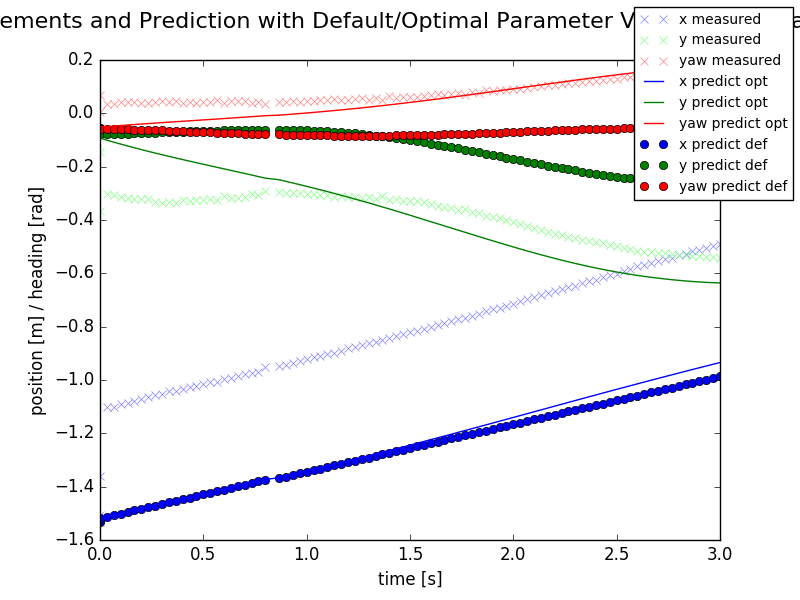 ements and Prediction with Default/Optimal Parameter V
x measured
y measured
yaw measured
x predict opt
y predict opt
yaw predict opt
x predict def
y predict def
yaw predict def
0.2
0.0
−0.2
−0.4
−0.6
−0.8
−1.0
−1.2
−1.4
−1.6
position [m] / heading [rad]
0.0 0.5 1.0 1.5 2.0 2.5 3.0
time [s]